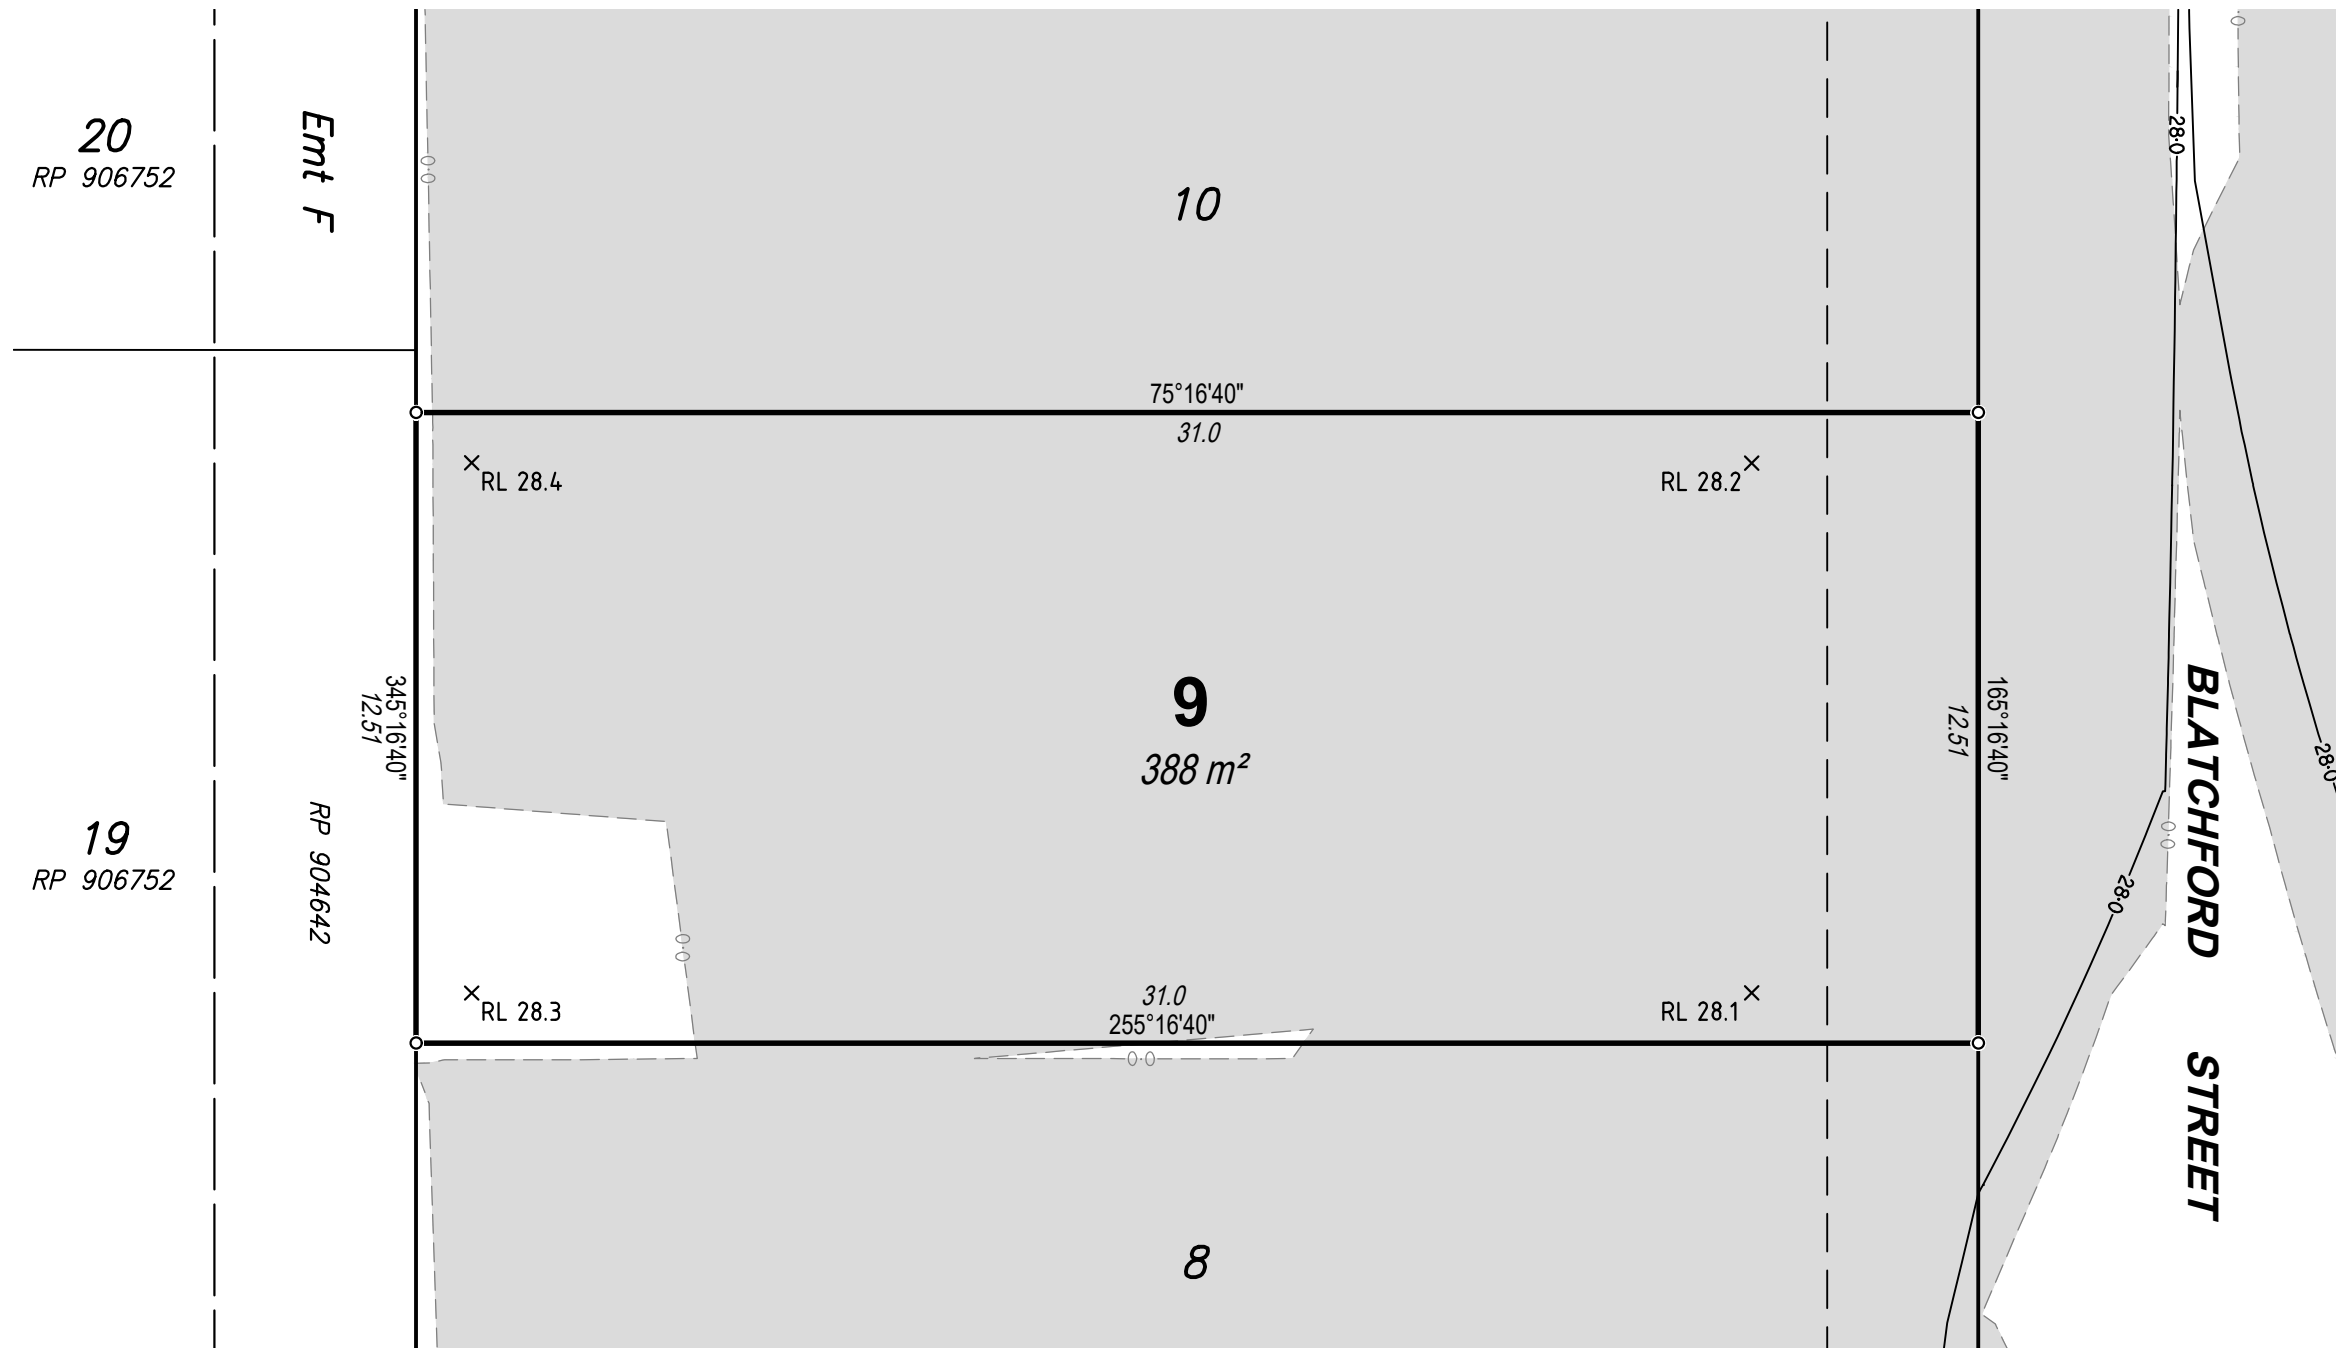 20
RP 906752
Emt F
10
28·0
0·0
0
75°16'40"
31.0
RL 28.4
RL 28.2
345°16'40"
12.51
9
388 m²
165°16'40"
12.51
BLATCHFORD STREET
28·0
19
RP 906752
RP 904642
0·0
28·0
0·0
RL 28.3
31.0
255°16'40"
RL 28.1
0·0
8